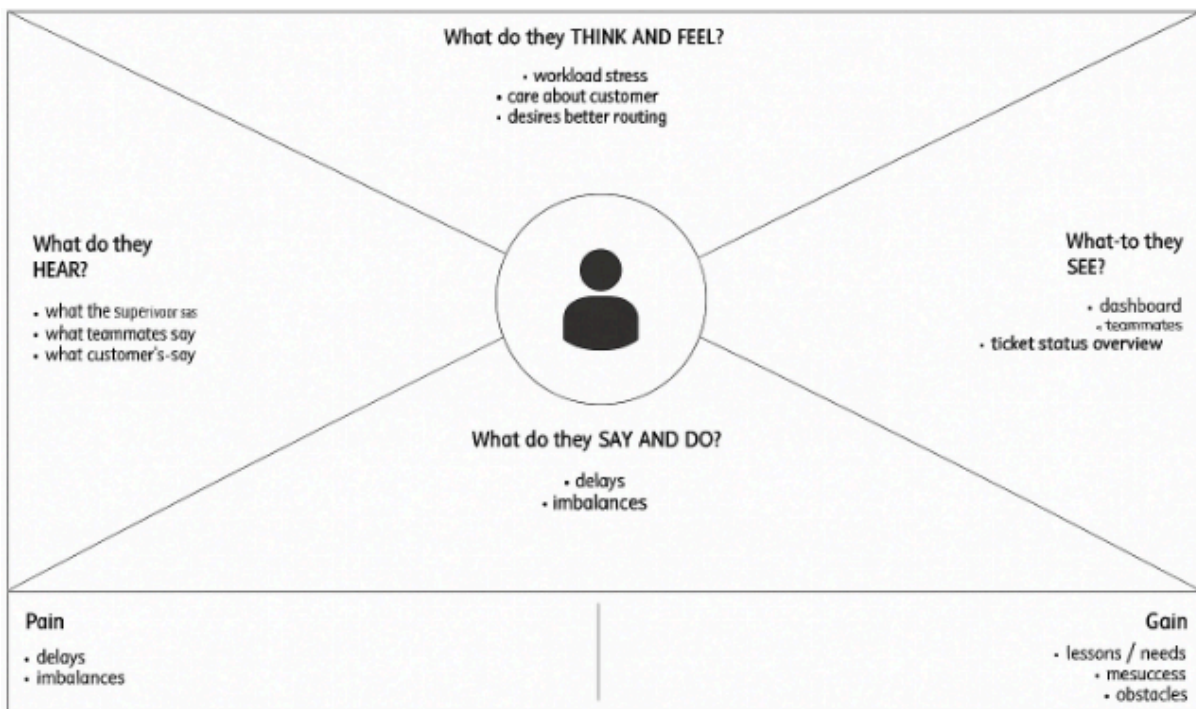 What do they THINK AND FEEL?
• workload stress
• care about customer
• desires better routing
What do they
HEAR?
• what the supervisor sas
• what teammates say
• what customer's-say
What-to they
SEE?
• dashboard
• teammates
• ticket status overview
What do they SAY AND DO?
• delays
• imbalances
Pain
• delays
• imbalances
Gain
• lessons / needs
• mesuccess
• obstacles